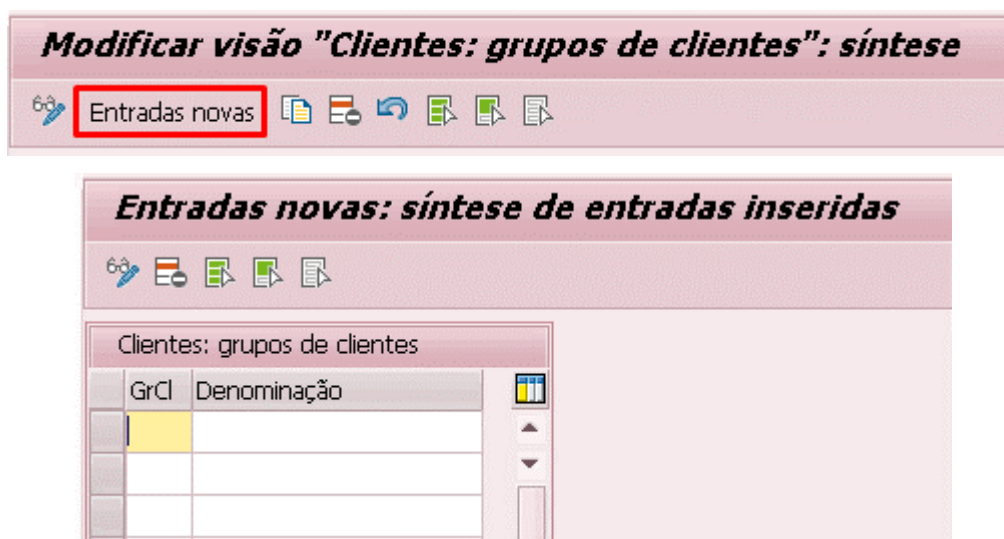 Modificar visão "Clientes: grupos de clientes": síntese
Entradas novas
Entradas novas: síntese de entradas inseridas
Clientes: grupos de clientes
GrCl Denominação